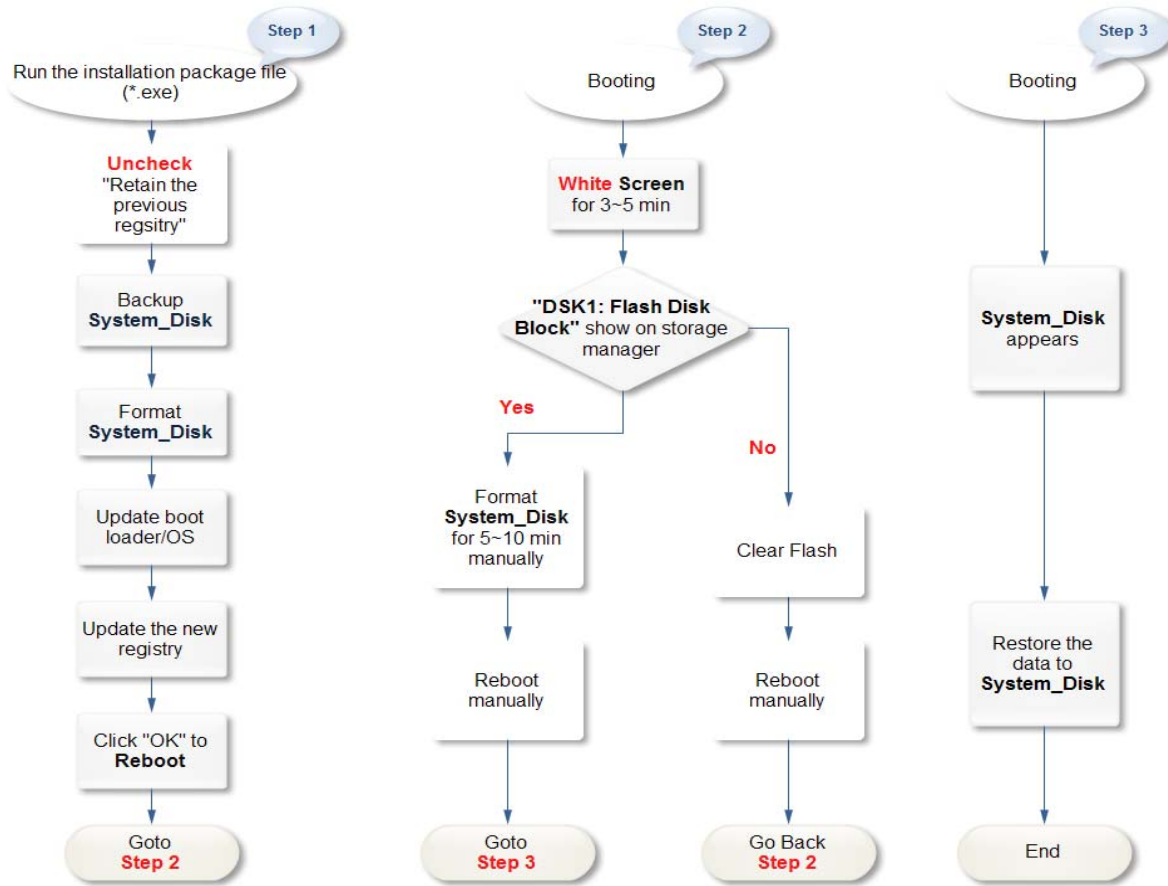 Step 1
Run the installation package file
(*.exe)
Uncheck
"Retain the
previous
regsitry"
Backup
System_Disk
Format
System_Disk
Update boot
loader/OS
Update the new
registry
Click "OK" to
Reboot
Goto
Step 2
Step 2
Booting
White Screen
for 3~5 min
"DSK1: Flash Disk
Block" show on storage
manager
Yes
No
Format
System_Disk
for 5~10 min
manually
Reboot
manually
Goto
Step 3
Clear Flash
Reboot
manually
Go Back
Step 2
Step 3
Booting
System_Disk
appears
Restore the
data to
System_Disk
End